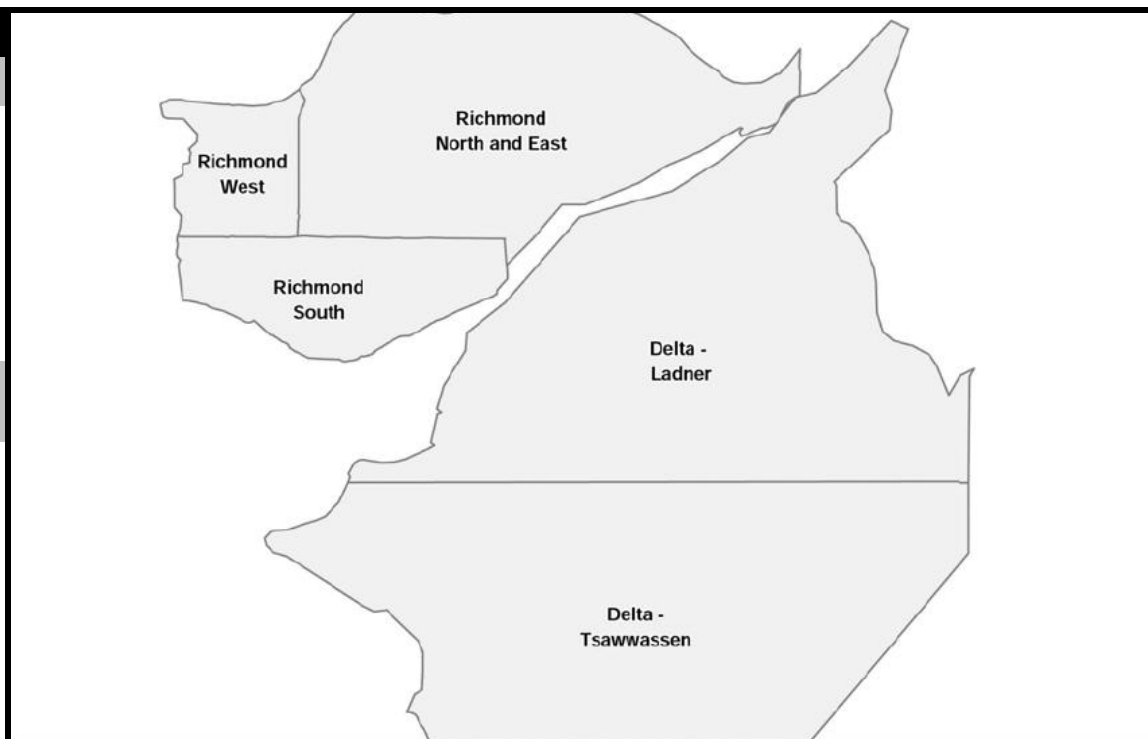 Richmond
North and East
Richmond
West
Richmond
South
Delta -
Ladner
Delta -
Tsawwassen